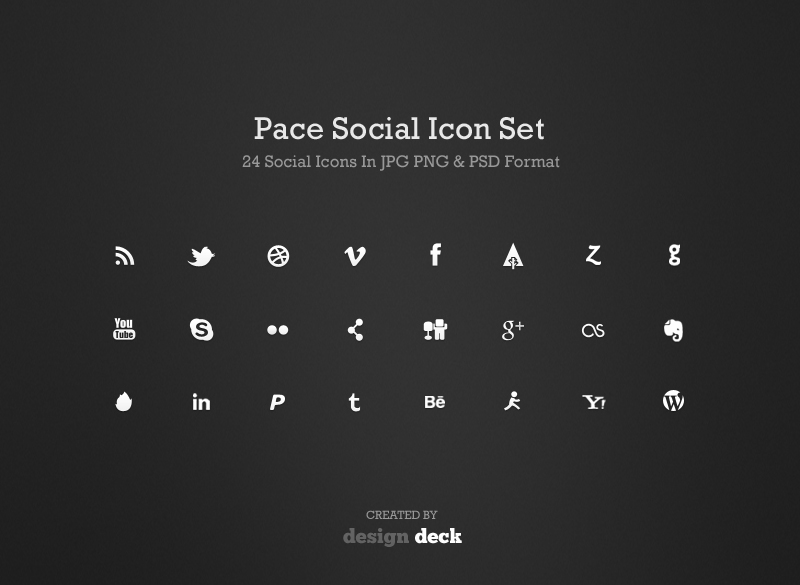 Pace Social Icon Set
24 Social Icons In JPG PNG & PSD Format
f Z g
You
Tube S g+ as
in P t Bē Y! W
CREATED BY
design deck